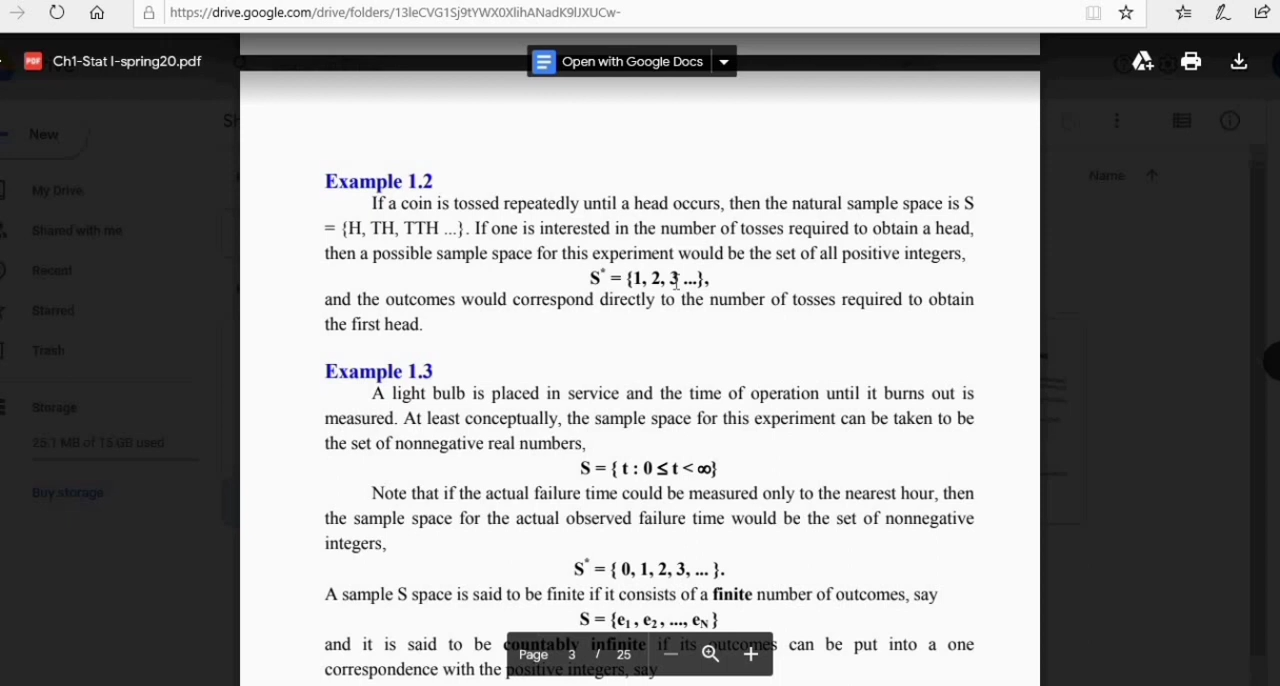 https://drive.google.com/drive/folders/13leCVG1Sj9tYWX0XlihANadK9lJXUCw-
Ch1-Stat I-spring20.pdf
Open with Google Docs
New
My Drive
Shared with me
Recent
Starred
Trash
Storage
25.1 MB of 15 GB used
Buy storage
Name
Example 1.2
If a coin is tossed repeatedly until a head occurs, then the natural sample space is S
= {H, TH, TTH ...}. If one is interested in the number of tosses required to obtain a head,
then a possible sample space for this experiment would be the set of all positive integers,
S* = {1, 2, 3 ...},
and the outcomes would correspond directly to the number of tosses required to obtain
the first head.
Example 1.3
A light bulb is placed in service and the time of operation until it burns out is
measured. At least conceptually, the sample space for this experiment can be taken to be
the set of nonnegative real numbers,
S = { t : 0 ≤ t < ∞}
Note that if the actual failure time could be measured only to the nearest hour, then
the sample space for the actual observed failure time would be the set of nonnegative
integers,
S* = { 0, 1, 2, 3, ... }.
A sample S space is said to be finite if it consists of a finite number of outcomes, say
S = {e1 , e2 , ..., eN }
and it is said to be countably infinite if its outcomes can be put into a one
correspondence with the positive integers, say
Page 3 / 25